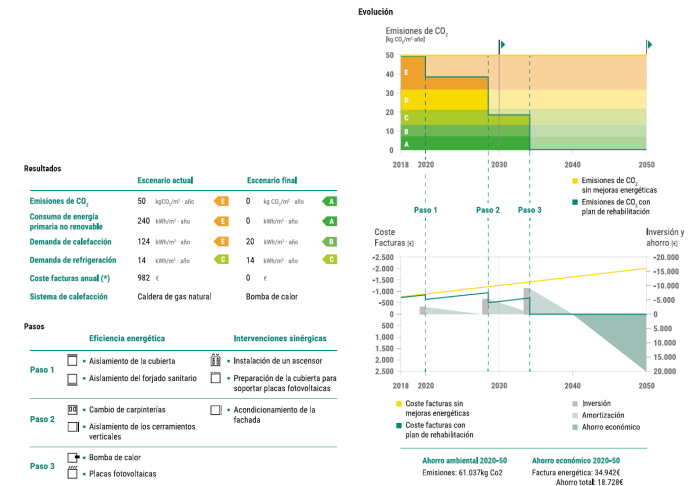 Evolución
Emisiones de CO2
[kg CO2/m²·año]
50
40
30
20
10
0
E
D
C
B
A
2018 2020 2030 2040 2050
Emisiones de CO2
sin mejoras energéticas
Emisiones de CO2 con
plan de rehabilitación
Paso 1 Paso 2 Paso 3
Resultados
Escenario actual Escenario final
Emisiones de CO2 50 kgCO2/m² · año E 0 kg CO2/m² · año A
Consumo de energía
primaria no renovable 240 kWh/m² · año E 0 kWh/m² · año A
Demanda de calefacción 124 kWh/m² · año E 20 kWh/m² · año B
Demanda de refrigeración 14 kWh/m² · año C 14 kWh/m² · año C
Coste facturas anual (*) 982 € 0 €
Sistema de calefacción Caldera de gas natural Bomba de calor
Coste
Facturas [€]
Inversión y
ahorro [€]
-2.500 -20.000
-2.000 -15.000
-1.500 -10.000
-1.000 -5.000
-500
0 0
500 5.000
1.000 10.000
1.500
2.000 15.000
2.500 20.000
2018 2020 2030 2040 2050
Coste facturas sin
mejoras energéticas
Coste facturas con
plan de rehabilitación
Inversión
Amortización
Ahorro económico
Pasos
Eficiencia energética Intervenciones sinérgicas
Paso 1
Aislamiento de la cubierta
Aislamiento del forjado sanitario
Instalación de un ascensor
Preparación de la cubierta para
soportar placas fotovoltaicas
Paso 2
Cambio de carpinterías
Aislamiento de los cerramientos
verticales
Acondicionamiento de la
fachada
Paso 3
Bomba de calor
Placas fotovoltaicas
Ahorro ambiental 2020-50 Ahorro económico 2020-50
Emisiones: 61.037kg Co2 Factura energética: 34.942€
Ahorro total: 18.728€